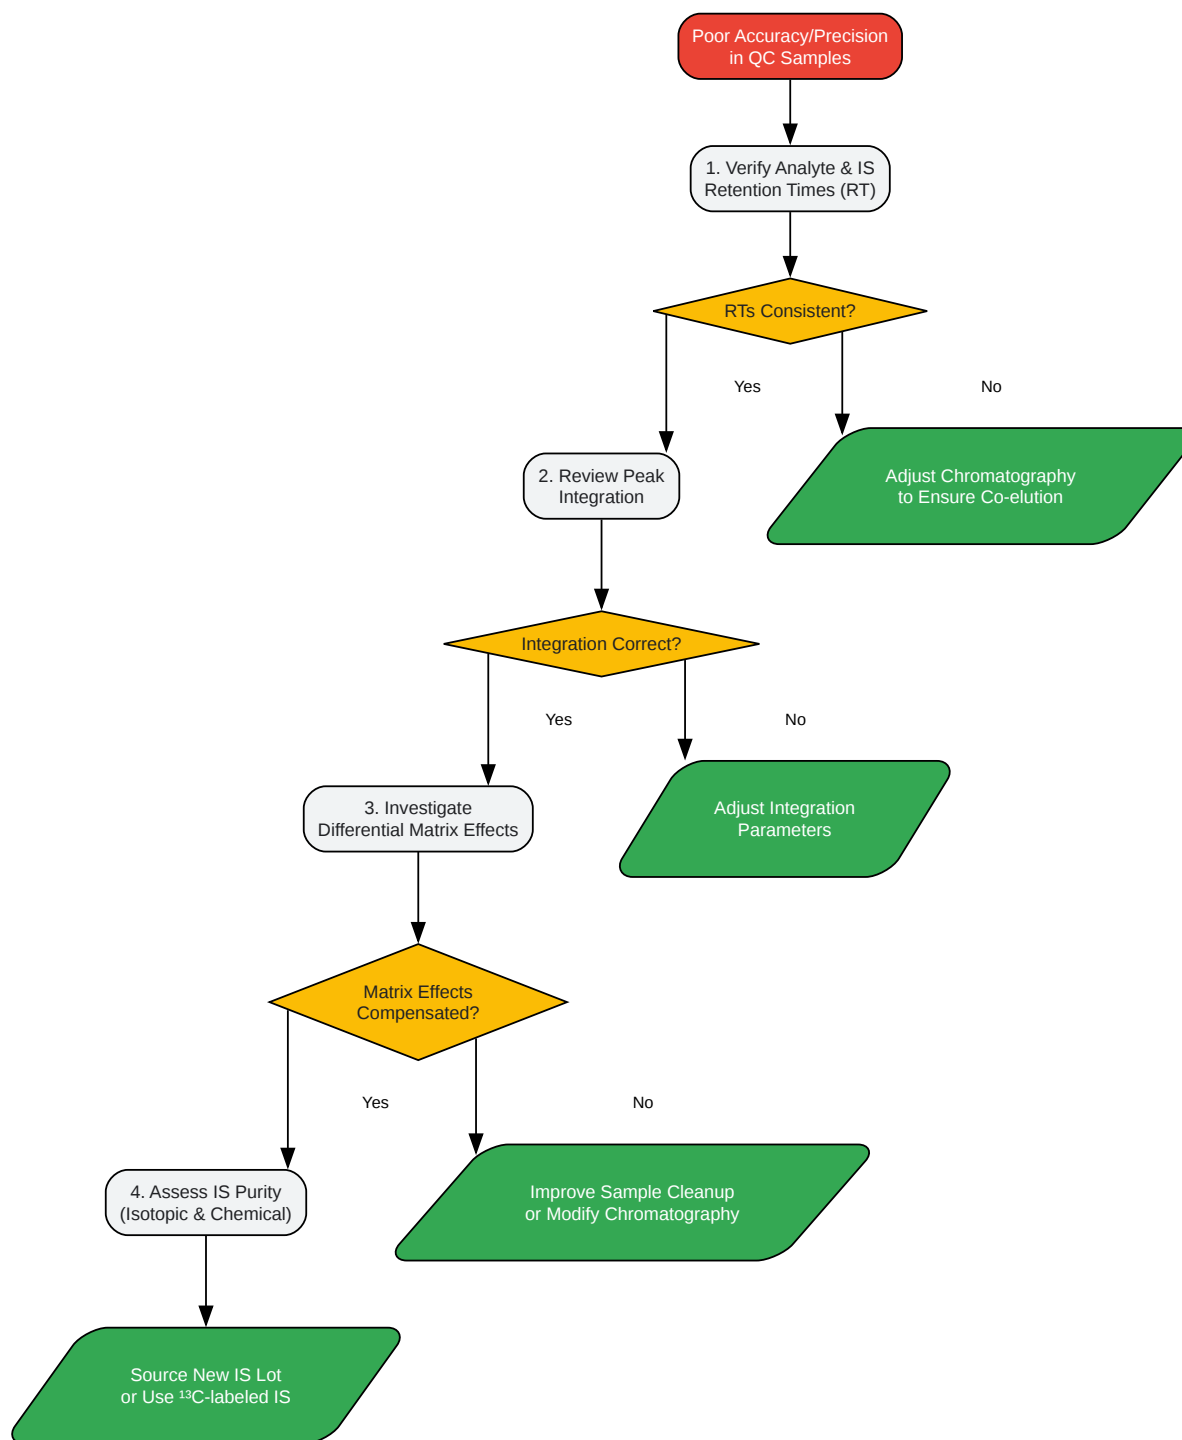 Poor Accuracy/Precision
in QC Samples
1. Verify Analyte & IS
Retention Times (RT)
RTs Consistent?
Yes
No
2. Review Peak
Integration
Adjust Chromatography
to Ensure Co-elution
Integration Correct?
Yes
No
3. Investigate
Differential Matrix Effects
Adjust Integration
Parameters
Matrix Effects
Compensated?
Yes
No
4. Assess IS Purity
(Isotopic & Chemical)
Improve Sample Cleanup
or Modify Chromatography
Source New IS Lot
or Use ¹³C-labeled IS